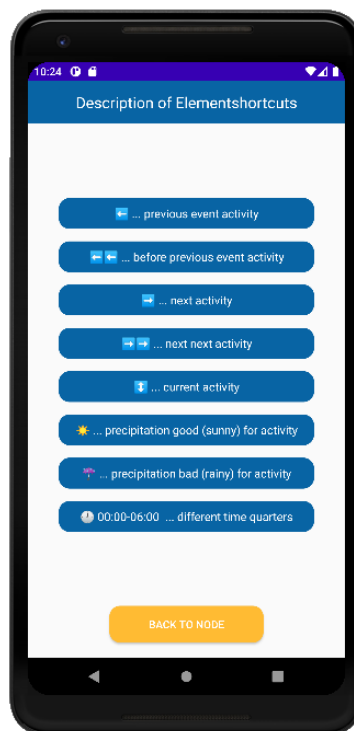 10:24
Description of Elementshortcuts
⬅️ ... previous event activity
⬅️⬅️ ... before previous event activity
➡️ ... next activity
➡️➡️ ... next next activity
↕️ ... current activity
☀️ ... precipitation good (sunny) for activity
☔ ... precipitation bad (rainy) for activity
🕛 00:00-06:00 ... different time quarters
BACK TO NODE